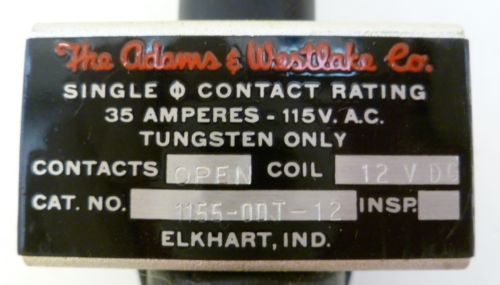 The Adams & Westlake Co.
SINGLE Φ CONTACT RATING
35 AMPERES - 115V. A.C.
TUNGSTEN ONLY
CONTACTS OPEN COIL 12 V DC
CAT. NO. 1155-00T-12 INSP.
ELKHART, IND.